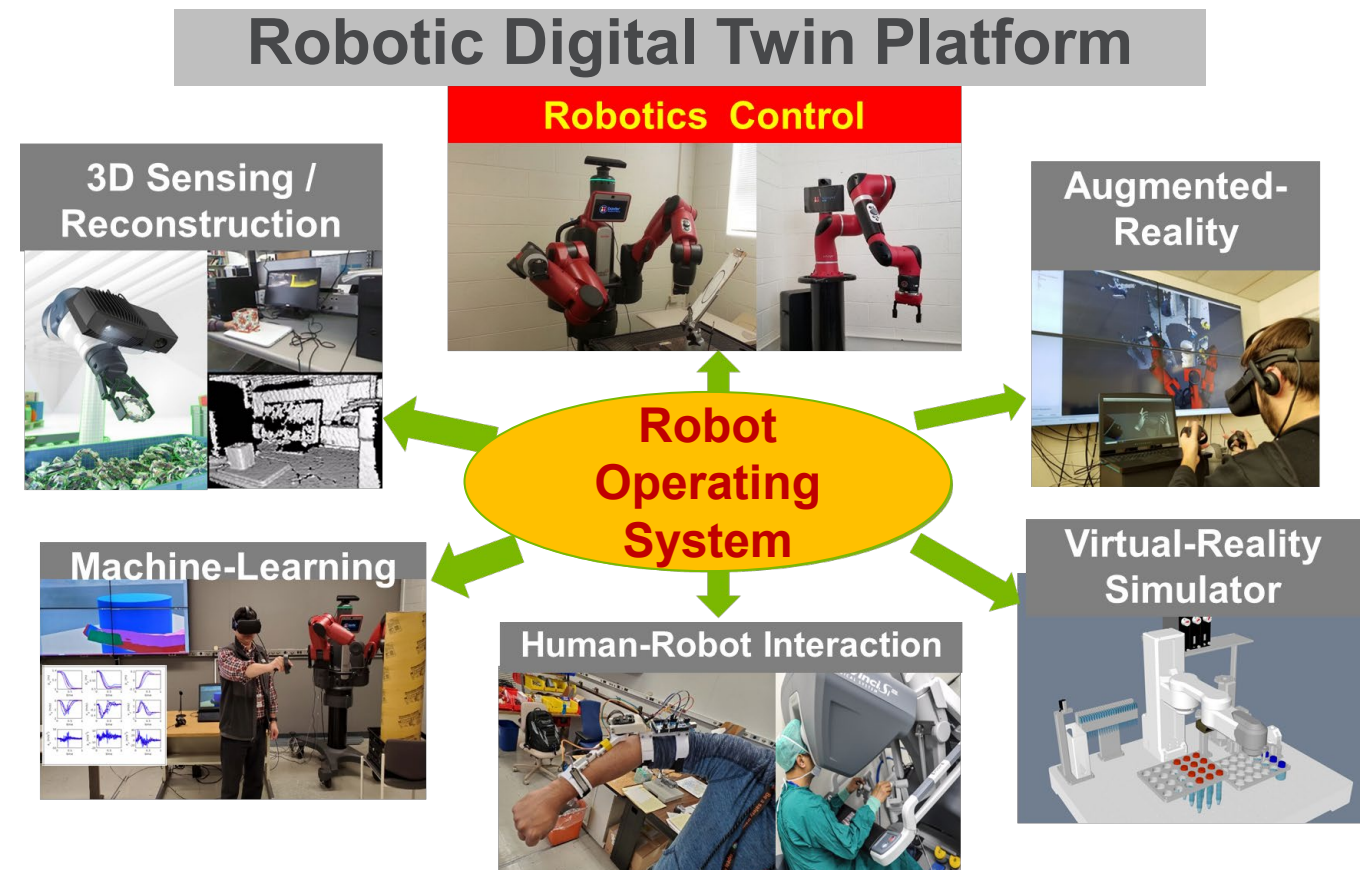 Robotic Digital Twin Platform
Robotics Control
3D Sensing /
Reconstruction
Augmented-
Reality
Robot
Operating
System
Machine-Learning
Virtual-Reality
Simulator
Human-Robot Interaction